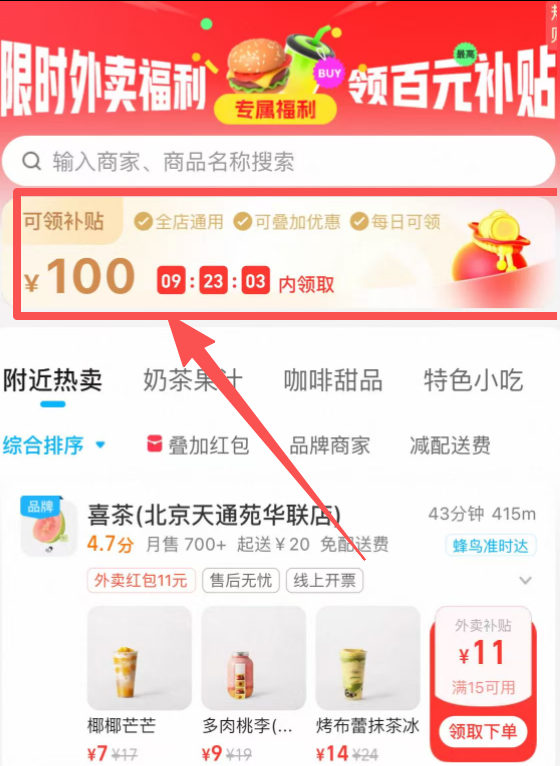 限时外卖福利
BUY
最高
领百元补贴
专属福利
输入商家、商品名称搜索
可领补贴
全店通用 可叠加优惠 每日可领
¥100 09:23:03 内领取
附近热卖 奶茶果汁 咖啡甜品 特色小吃
综合排序 叠加红包 品牌商家 减配送费
品牌
喜茶(北京天通苑华联店) 43分钟 415m
4.7分 月售 700+ 起送¥20 免配送费 蜂鸟准时达
外卖红包11元 售后无忧 线上开票
外卖补贴
¥11
满15可用
领取下单
椰椰芒芒 多肉桃李(... 烤布蕾抹茶冰
¥7 ¥17 ¥9 ¥19 ¥14 ¥24